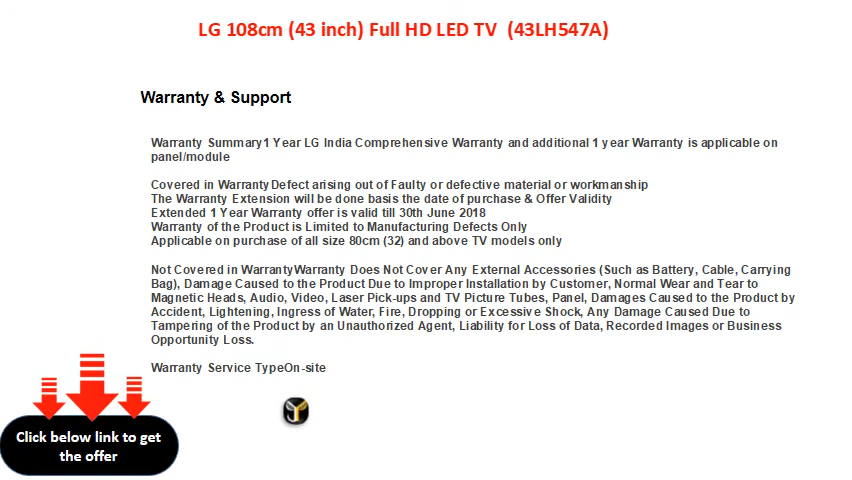 LG 108cm (43 inch) Full HD LED TV (43LH547A)
Warranty & Support
Warranty Summary1 Year LG India Comprehensive Warranty and additional 1 year Warranty is applicable on
panel/module
Covered in WarrantyDefect arising out of Faulty or defective material or workmanship
The Warranty Extension will be done basis the date of purchase & Offer Validity
Extended 1 Year Warranty offer is valid till 30th June 2018
Warranty of the Product is Limited to Manufacturing Defects Only
Applicable on purchase of all size 80cm (32) and above TV models only
Not Covered in WarrantyWarranty Does Not Cover Any External Accessories (Such as Battery, Cable, Carrying
Bag), Damage Caused to the Product Due to Improper Installation by Customer, Normal Wear and Tear to
Magnetic Heads, Audio, Video, Laser Pick-ups and TV Picture Tubes, Panel, Damages Caused to the Product by
Accident, Lightening, Ingress of Water, Fire, Dropping or Excessive Shock, Any Damage Caused Due to
Tampering of the Product by an Unauthorized Agent, Liability for Loss of Data, Recorded Images or Business
Opportunity Loss.
Warranty Service TypeOn-site
Click below link to get
the offer